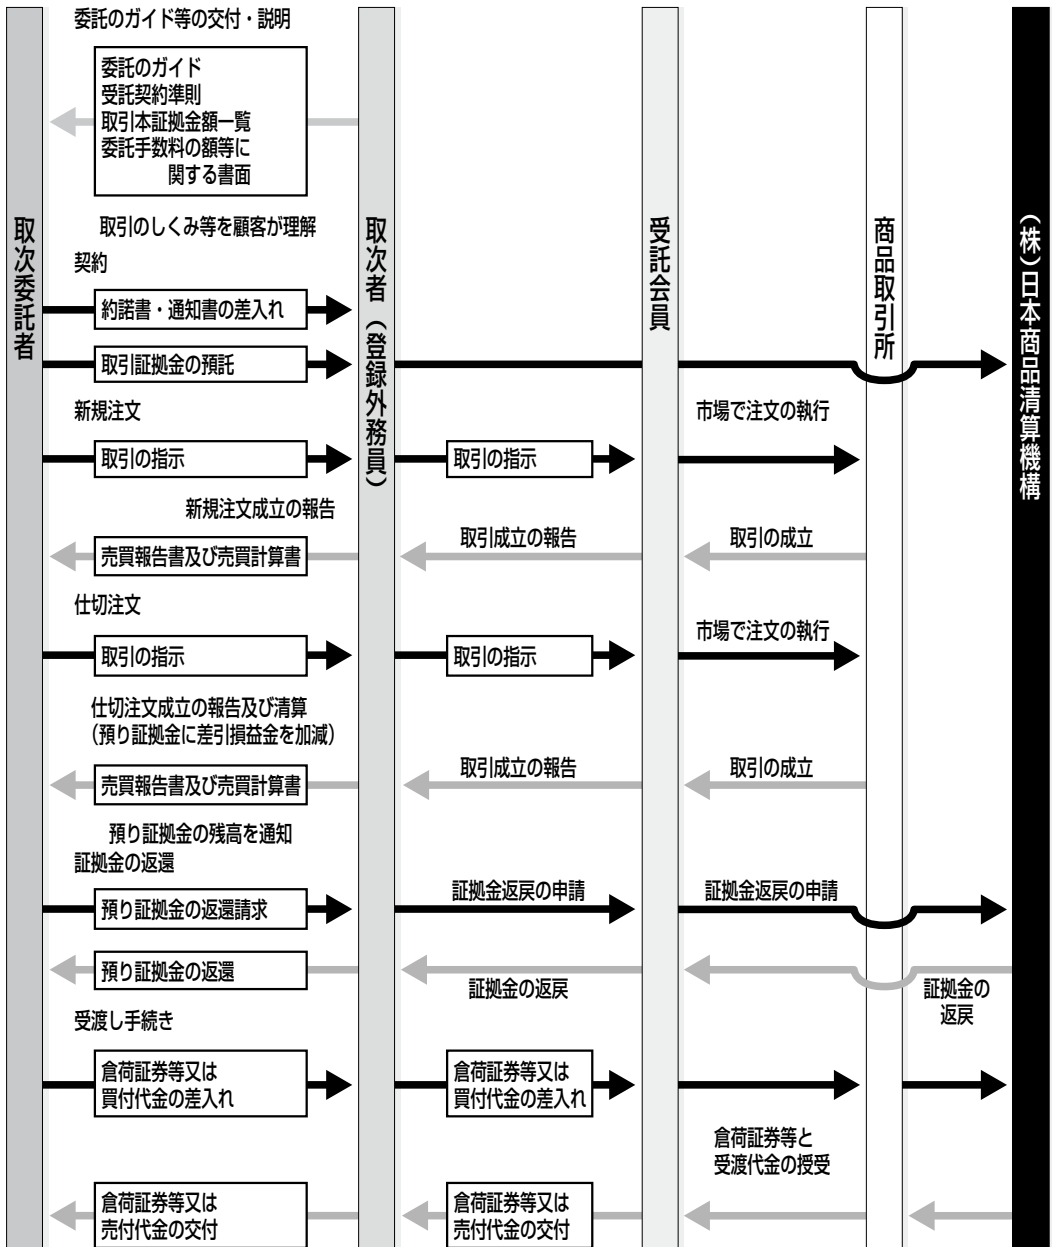 委託のガイド等の交付・説明
委託のガイド
受託契約準則
取引本証拠金額一覧
委託手数料の額等に
関する書面
取引のしくみ等を顧客が理解
取次委託者
取次者(登録外務員)
受託会員
商品取引所
(株)日本商品清算機構
契約
約諾書・通知書の差入れ
取引証拠金の預託
新規注文
市場で注文の執行
取引の指示
取引の指示
新規注文成立の報告
取引成立の報告
取引の成立
売買報告書及び売買計算書
仕切注文
市場で注文の執行
取引の指示
取引の指示
仕切注文成立の報告及び清算
(預り証拠金に差引損益金を加減)
取引成立の報告
取引の成立
売買報告書及び売買計算書
預り証拠金の残高を通知
証拠金の返還
証拠金返戻の申請
証拠金返戻の申請
預り証拠金の返還請求
預り証拠金の返還
証拠金の返戻
証拠金の
返戻
受渡し手続き
倉荷証券等又は
買付代金の差入れ
倉荷証券等又は
買付代金の差入れ
倉荷証券等と
受渡代金の授受
倉荷証券等又は
売付代金の交付
倉荷証券等又は
売付代金の交付